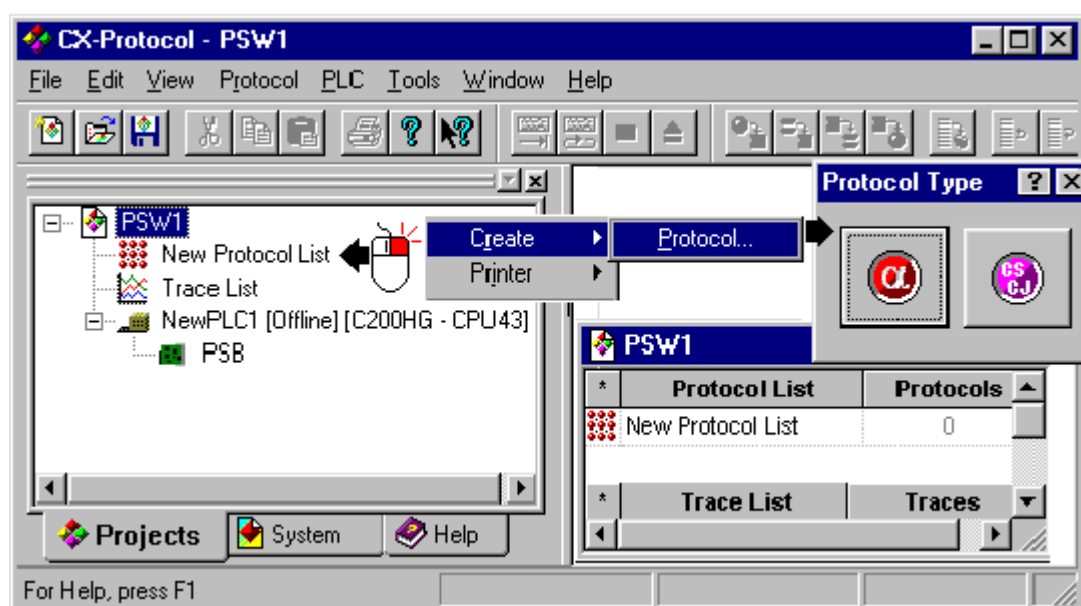 CX-Protocol - PSW1
File Edit View Protocol PLC Tools Window Help
PSW1
New Protocol List
Trace List
NewPLC1 [Offline] [C200HG - CPU43]
PSB
Create
Protocol...
Printer
Protocol Type
α
CS
CJ
PSW1
* Protocol List Protocols
New Protocol List 0
* Trace List Traces
Projects System Help
For Help, press F1